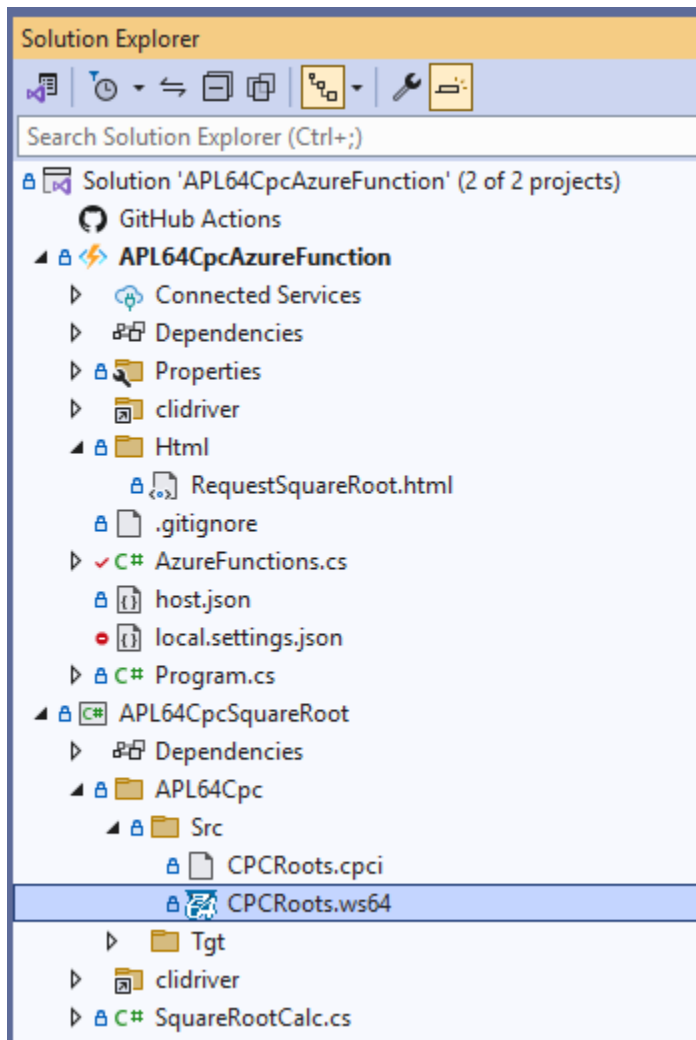 Solution Explorer
Search Solution Explorer (Ctrl+;)
Solution 'APL64CpcAzureFunction' (2 of 2 projects)
GitHub Actions
APL64CpcAzureFunction
Connected Services
Dependencies
Properties
clidriver
Html
RequestSquareRoot.html
.gitignore
C# AzureFunctions.cs
host.json
local.settings.json
C# Program.cs
C# APL64CpcSquareRoot
Dependencies
APL64Cpc
Src
CPCRoots.cpci
CPCRoots.ws64
Tgt
clidriver
C# SquareRootCalc.cs